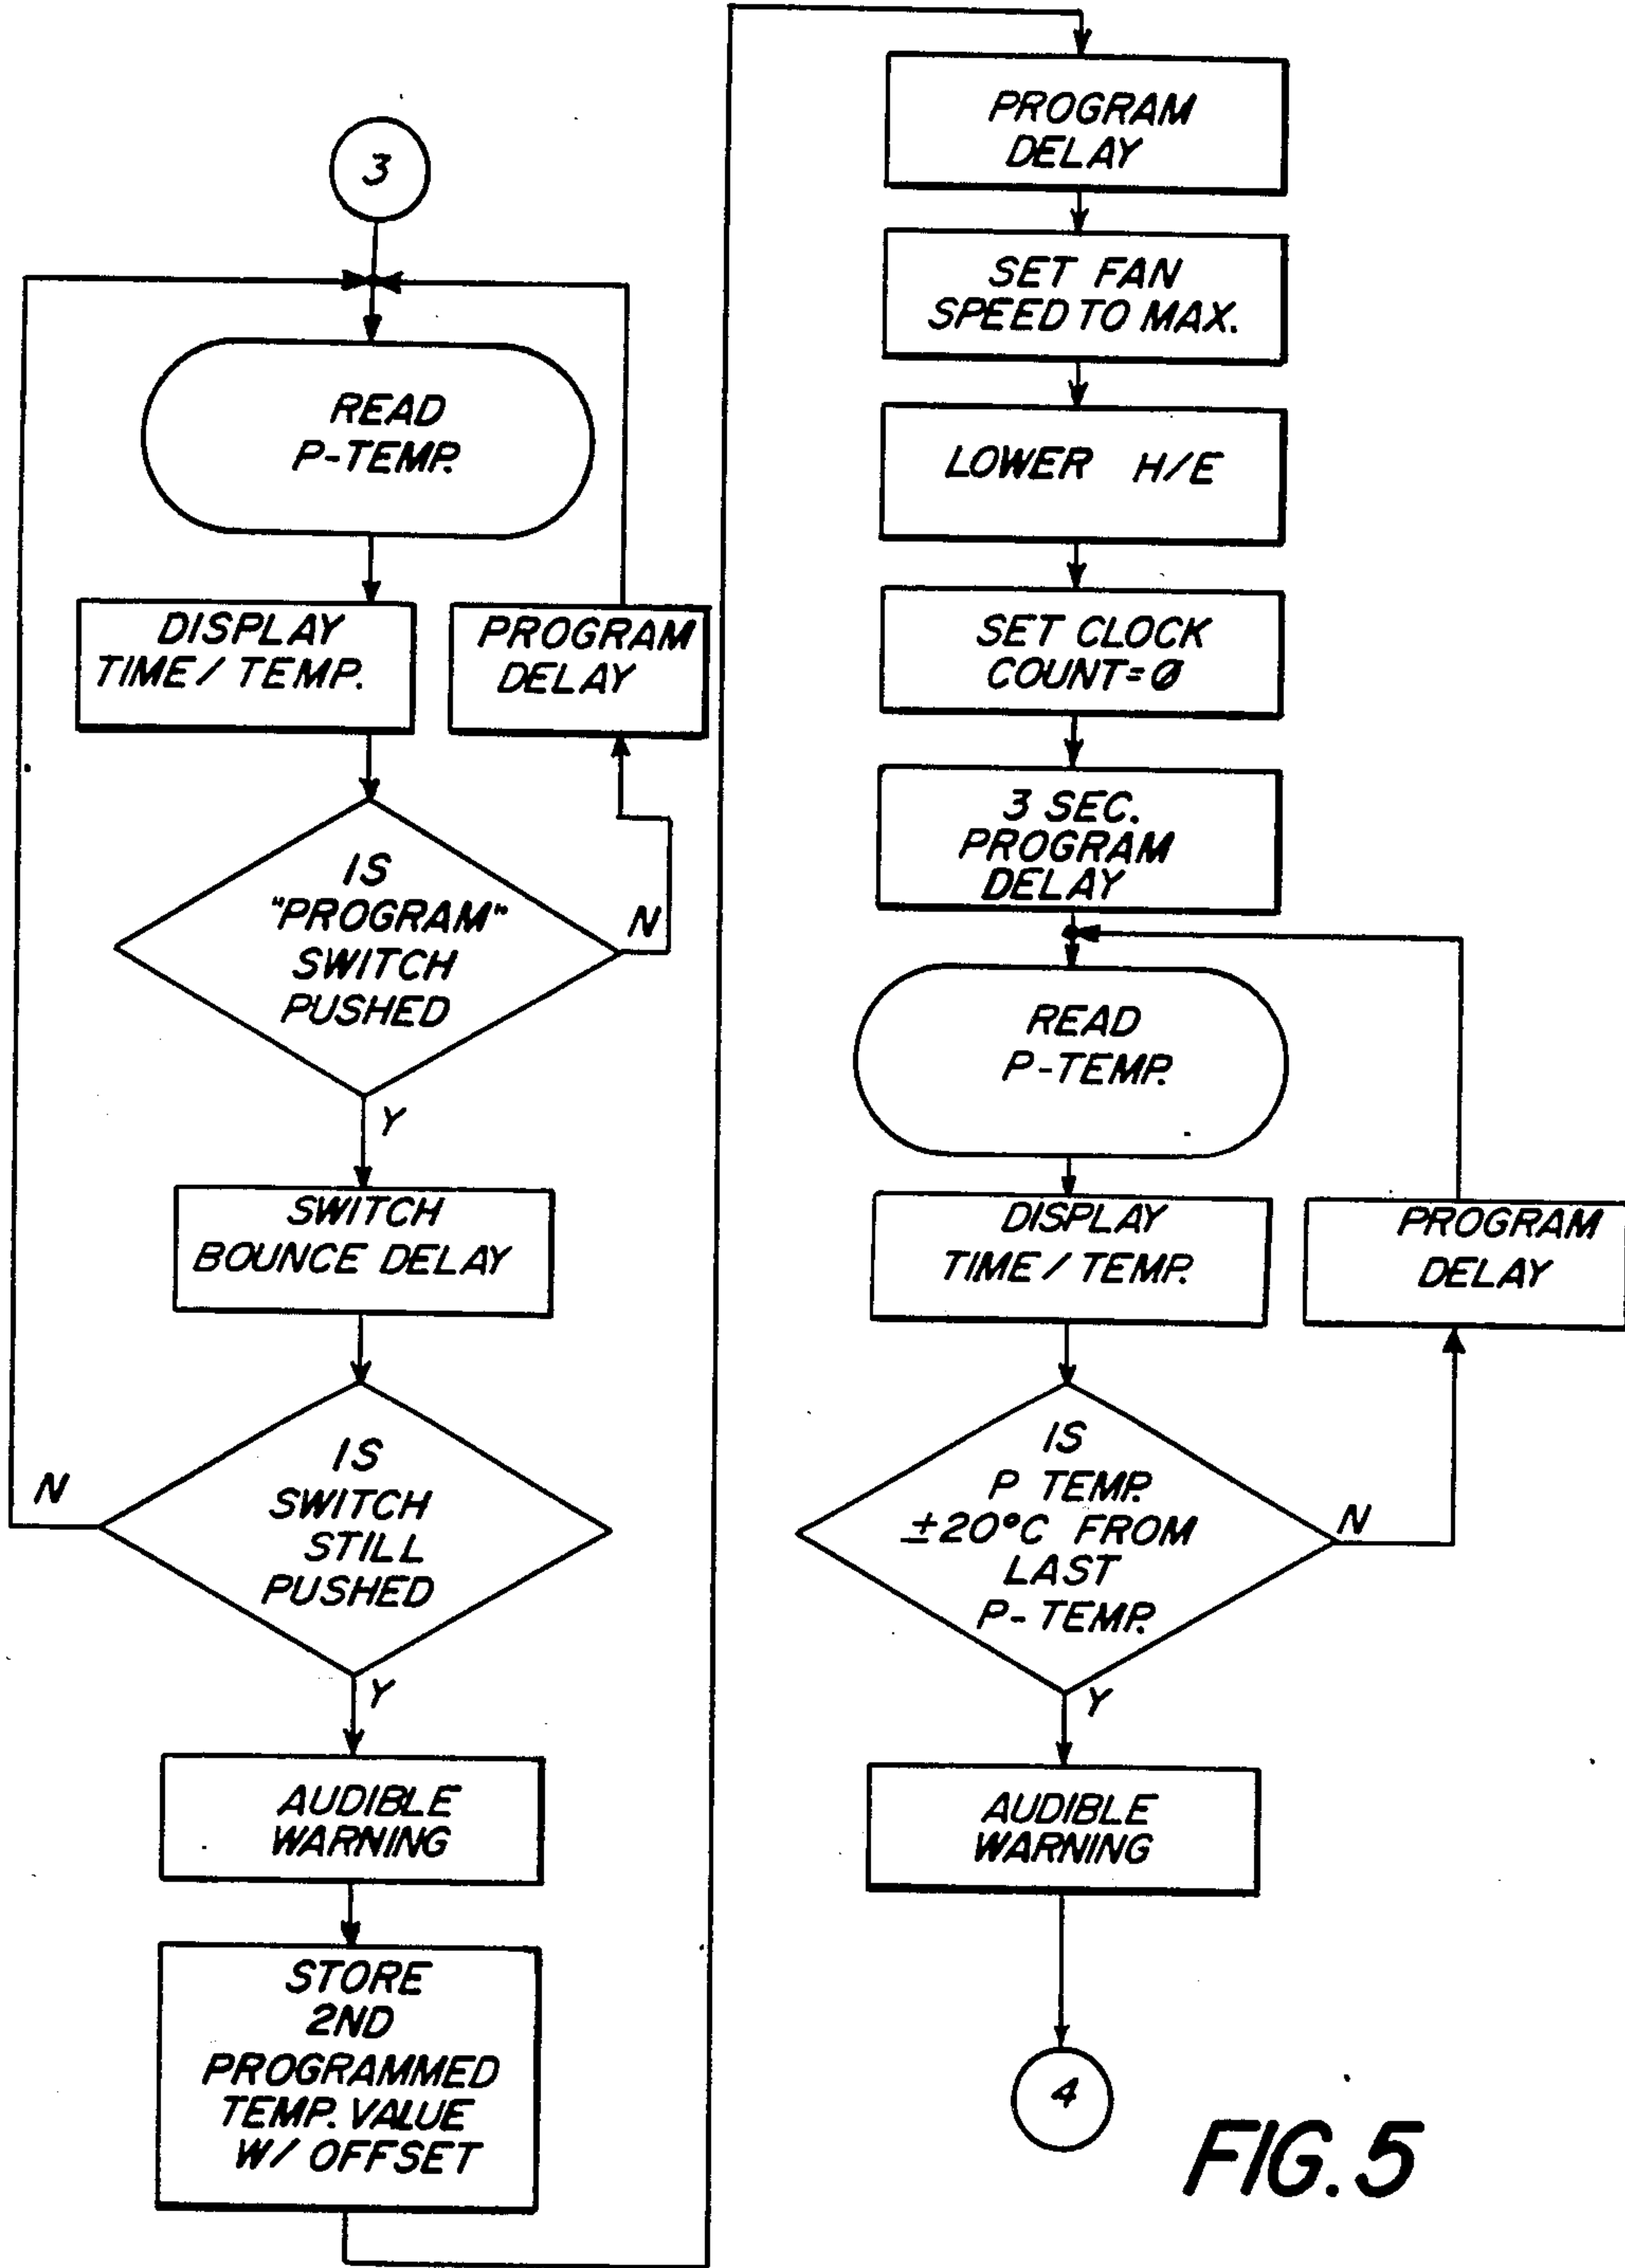 3
READ
P-TEMP.
DISPLAY
TIME / TEMP.
PROGRAM
DELAY
IS
"PROGRAM"
SWITCH
PUSHED
N
Y
SWITCH
BOUNCE DELAY
IS
SWITCH
STILL
PUSHED
N
Y
AUDIBLE
WARNING
STORE
2ND
PROGRAMMED
TEMP. VALUE
W/ OFFSET
PROGRAM
DELAY
SET FAN
SPEED TO MAX.
LOWER H/E
SET CLOCK
COUNT=Ø
3 SEC.
PROGRAM
DELAY
READ
P-TEMP.
DISPLAY
TIME / TEMP.
PROGRAM
DELAY
IS
P TEMP.
±20°C FROM
LAST
P-TEMP.
N
Y
AUDIBLE
WARNING
4
FIG. 5